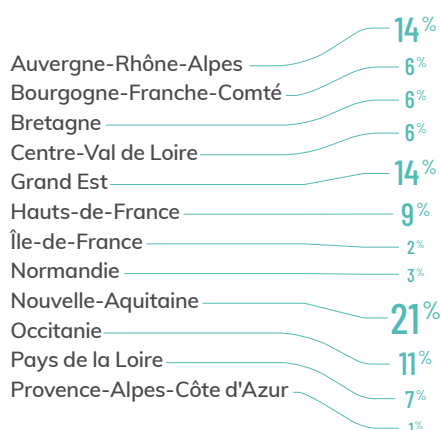 Auvergne-Rhône-Alpes 14%
Bourgogne-Franche-Comté 6%
Bretagne 6%
Centre-Val de Loire 6%
Grand Est 14%
Hauts-de-France 9%
Île-de-France 2%
Normandie 3%
Nouvelle-Aquitaine 21%
Occitanie 11%
Pays de la Loire 7%
Provence-Alpes-Côte d'Azur 1%